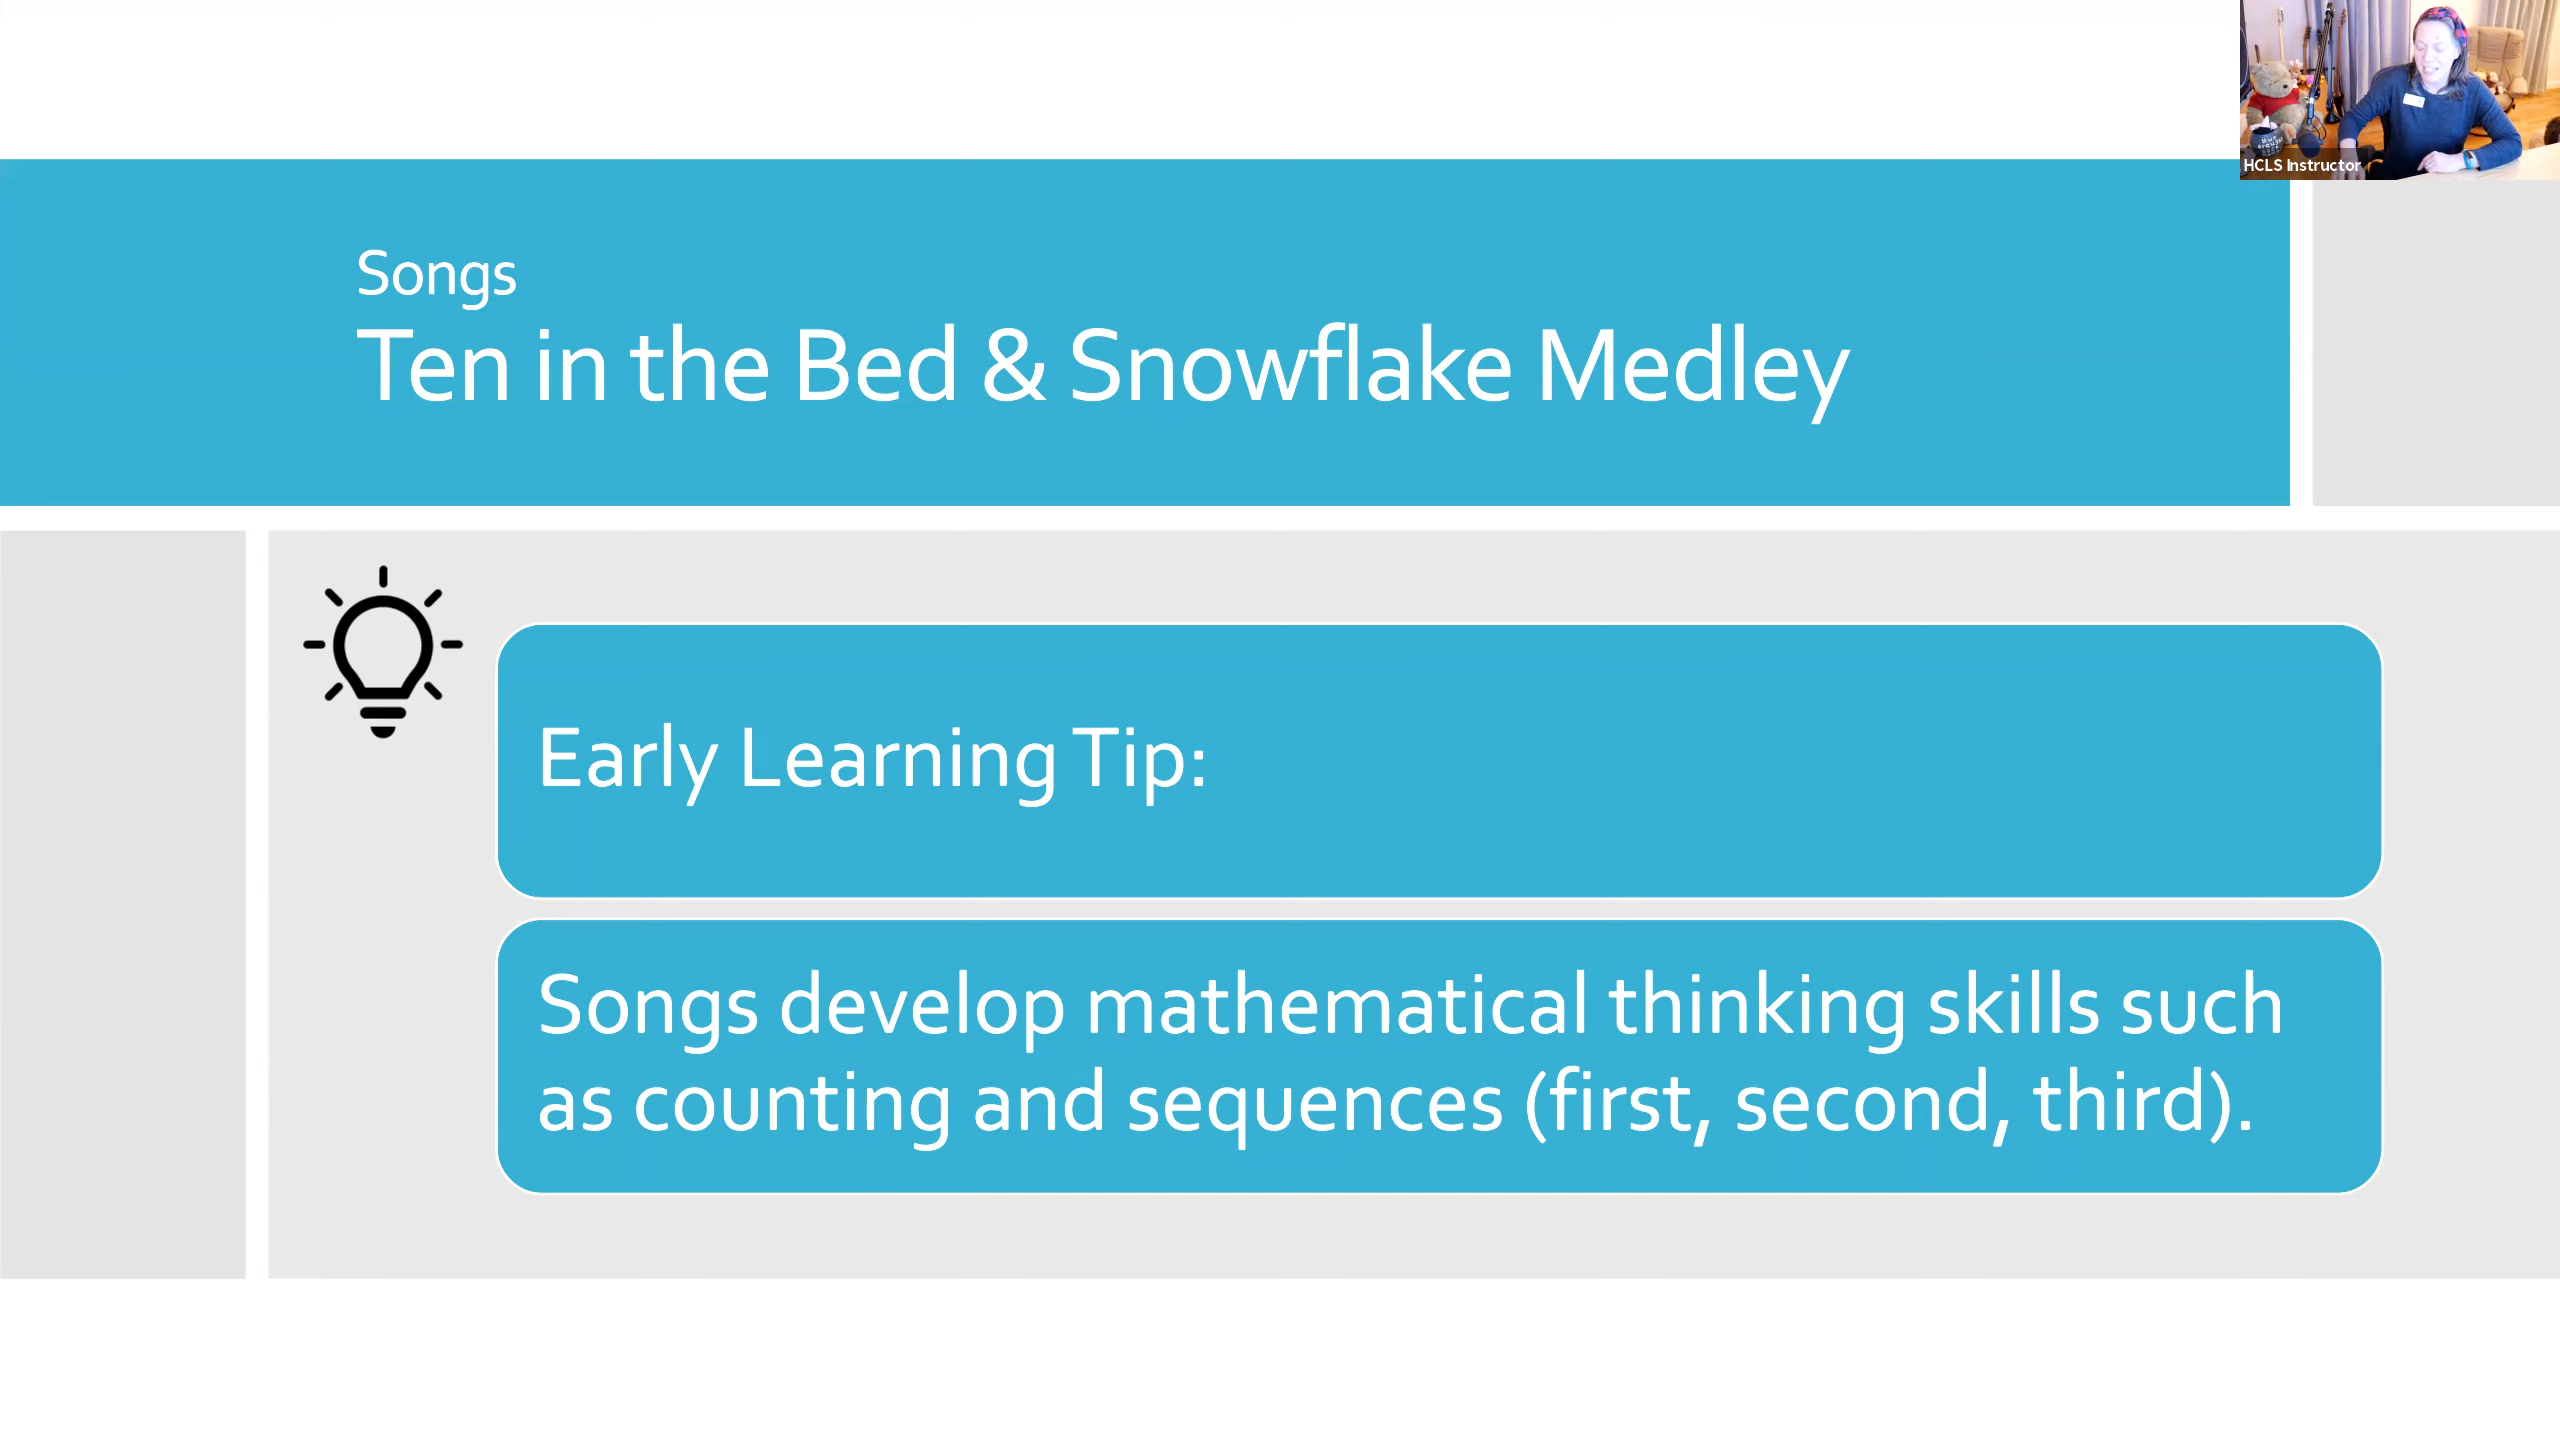 HCLS Instructor
Songs
Ten in the Bed & Snowflake Medley
Early Learning Tip:
Songs develop mathematical thinking skills such
as counting and sequences (first, second, third).